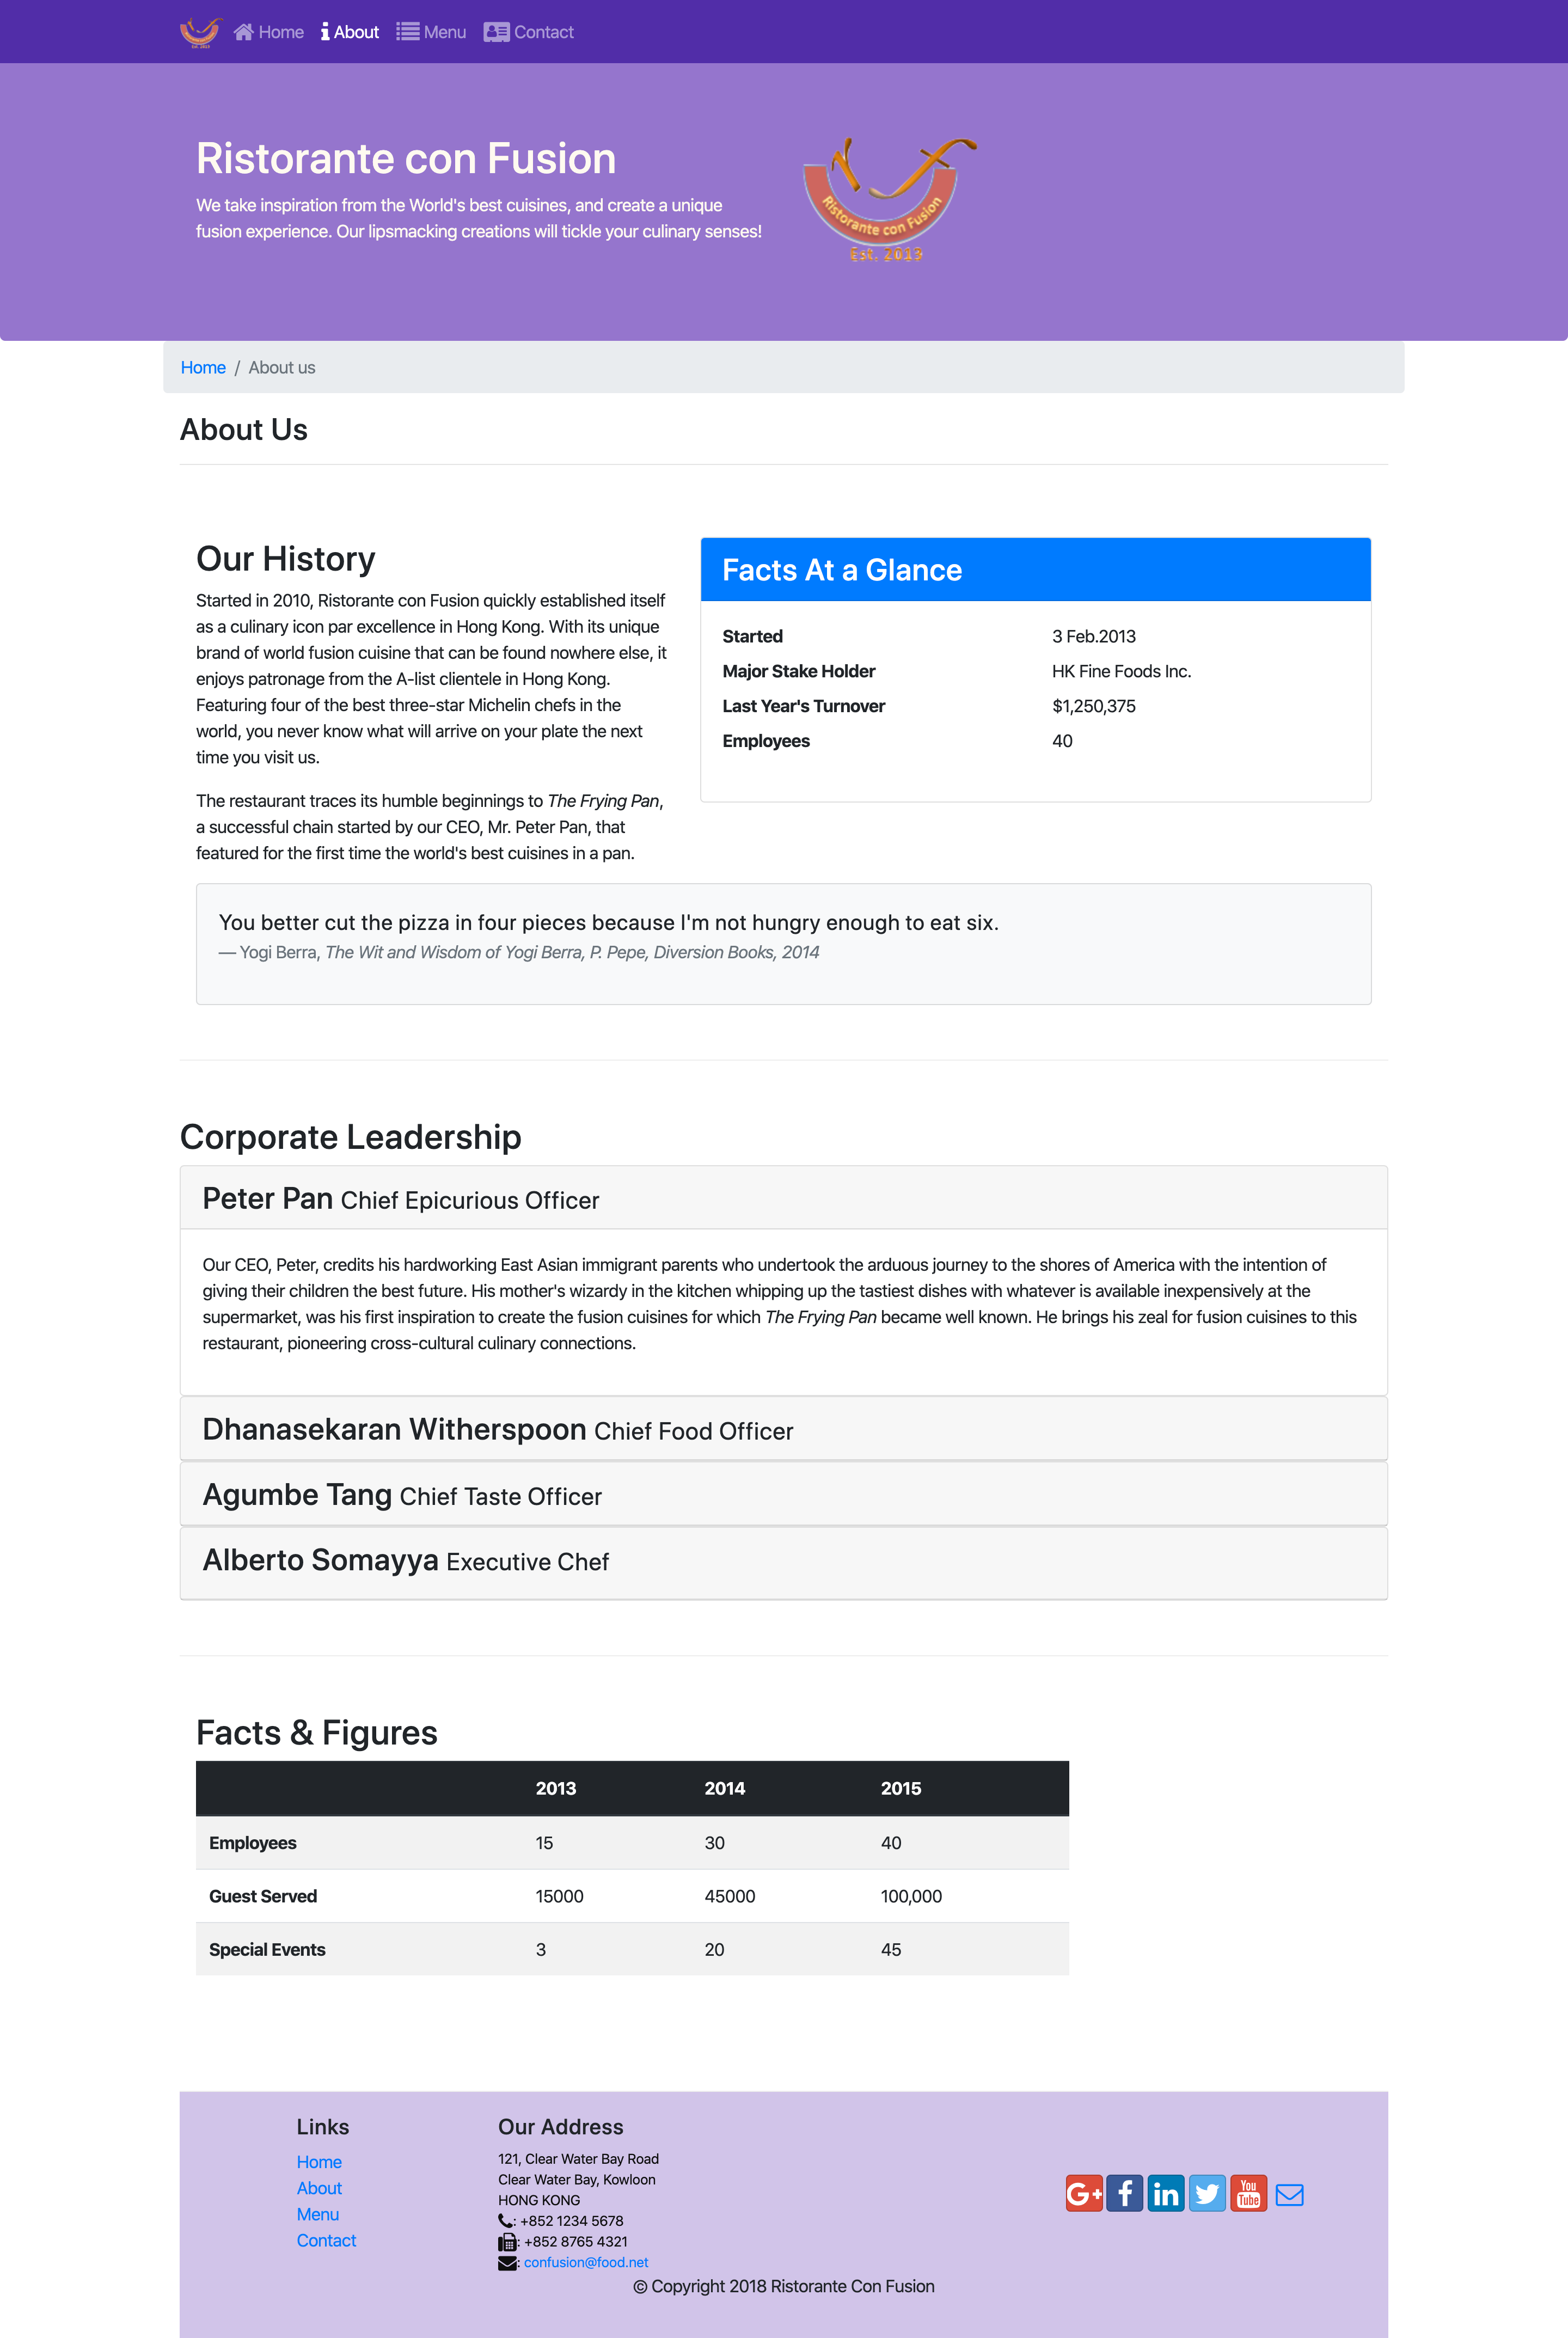 Est. 2013
Home
About
Menu
Contact
Ristorante con Fusion
We take inspiration from the World's best cuisines, and create a unique
fusion experience. Our lipsmacking creations will tickle your culinary senses!
Ristorante con Fusion
Est. 2013
Home / About us
About Us
Our History
Started in 2010, Ristorante con Fusion quickly established itself
as a culinary icon par excellence in Hong Kong. With its unique
brand of world fusion cuisine that can be found nowhere else, it
enjoys patronage from the A-list clientele in Hong Kong.
Featuring four of the best three-star Michelin chefs in the
world, you never know what will arrive on your plate the next
time you visit us.
The restaurant traces its humble beginnings to The Frying Pan,
a successful chain started by our CEO, Mr. Peter Pan, that
featured for the first time the world's best cuisines in a pan.
Facts At a Glance
Started 3 Feb.2013
Major Stake Holder HK Fine Foods Inc.
Last Year's Turnover $1,250,375
Employees 40
You better cut the pizza in four pieces because I'm not hungry enough to eat six.
— Yogi Berra, The Wit and Wisdom of Yogi Berra, P. Pepe, Diversion Books, 2014
Corporate Leadership
Peter Pan Chief Epicurious Officer
Our CEO, Peter, credits his hardworking East Asian immigrant parents who undertook the arduous journey to the shores of America with the intention of
giving their children the best future. His mother's wizardy in the kitchen whipping up the tastiest dishes with whatever is available inexpensively at the
supermarket, was his first inspiration to create the fusion cuisines for which The Frying Pan became well known. He brings his zeal for fusion cuisines to this
restaurant, pioneering cross-cultural culinary connections.
Dhanasekaran Witherspoon Chief Food Officer
Agumbe Tang Chief Taste Officer
Alberto Somayya Executive Chef
Facts & Figures
2013 2014 2015
Employees 15 30 40
Guest Served 15000 45000 100,000
Special Events 3 20 45
Links
Home
About
Menu
Contact
Our Address
121, Clear Water Bay Road
Clear Water Bay, Kowloon
HONG KONG
: +852 1234 5678
: +852 8765 4321
: confusion@food.net
G+ f in You Tube
© Copyright 2018 Ristorante Con Fusion